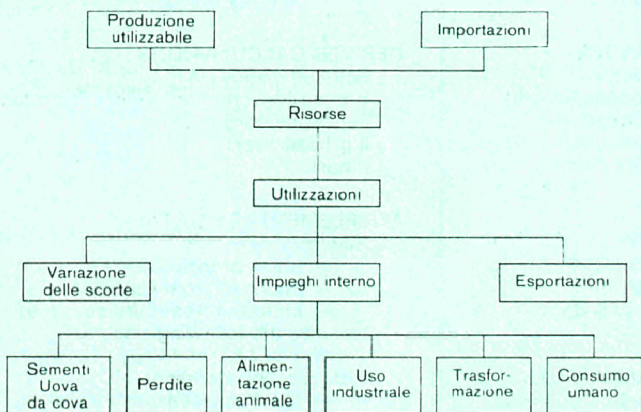 Produzione
utilizzabile
Importazioni
Risorse
Utilizzazioni
Variazione
delle scorte
Impieghi interno
Esportazioni
Sementi
Uova
da cova
Perdite
Alimen-
tazione
animale
Uso
industriale
Trasfor-
mazione
Consumo
umano